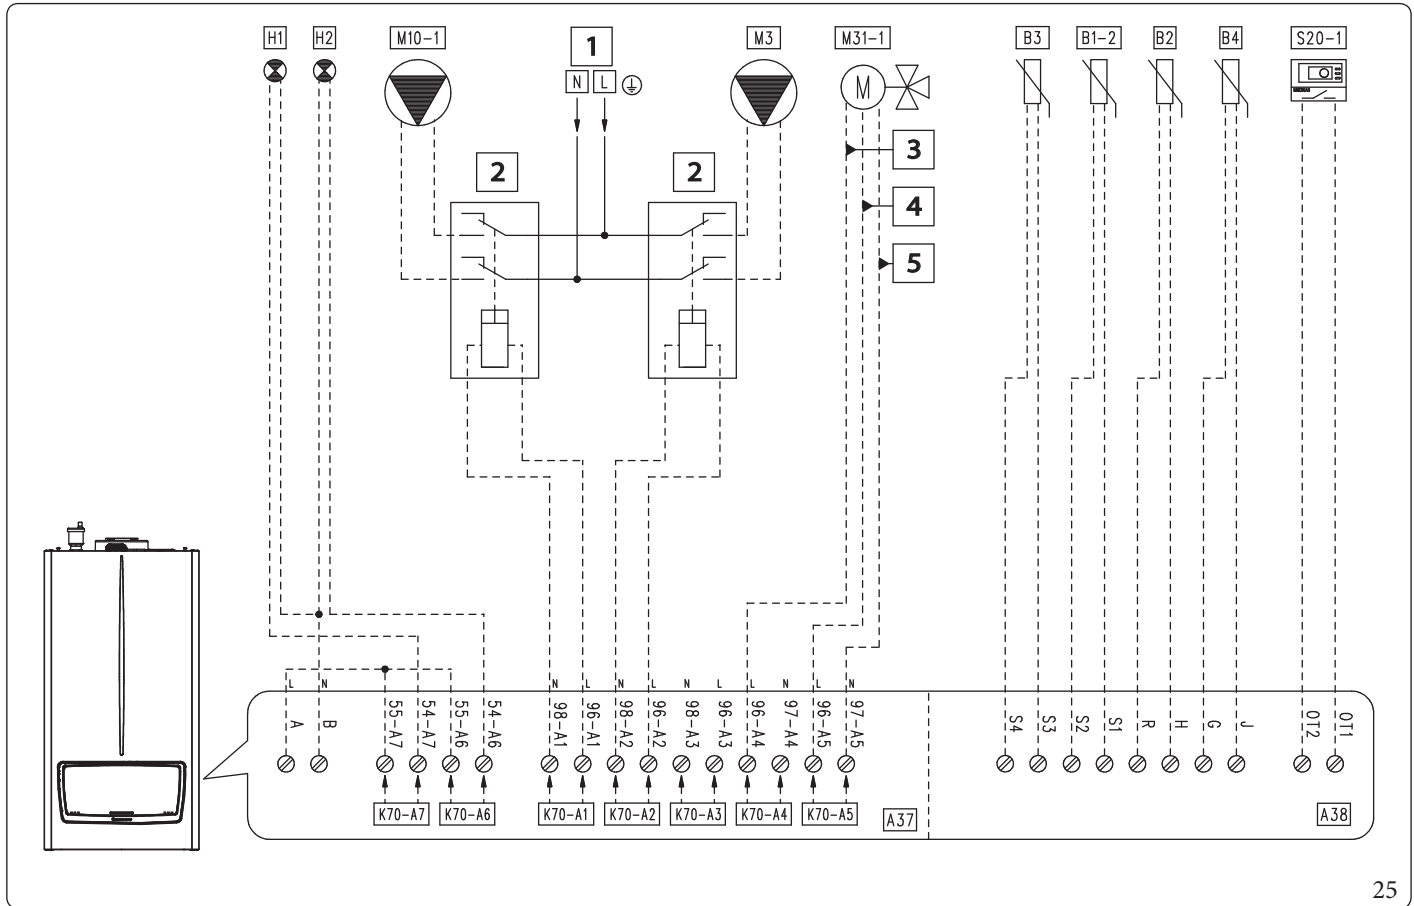 H1 H2 M10-1 1 M3 M31-1 B3 B1-2 B2 B4 S20-1
N L
M
3
2 2
4
5
L N N L N L N L L N L N
A B 55-A7 54-A7 55-A6 54-A6 98-A1 96-A1 98-A2 96-A2 98-A3 96-A3 96-A4 97-A4 96-A5 97-A5 S4 S3 S2 S1 R H G J OT2 OT1
K70-A7 K70-A6 K70-A1 K70-A2 K70-A3 K70-A4 K70-A5 A37 A38
25